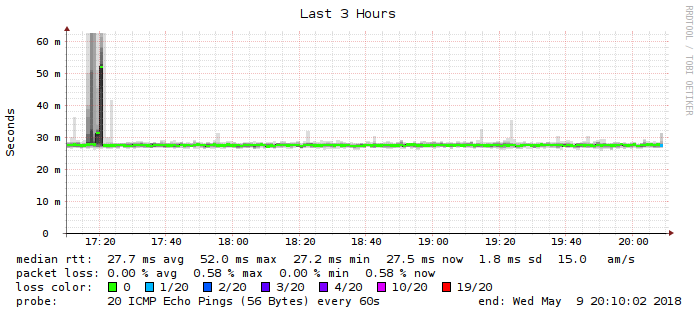 Last 3 Hours
RRDTOOL / TOBI OETIKER
Seconds
60 m
50 m
40 m
30 m
20 m
10 m
0
17:20 17:40 18:00 18:20 18:40 19:00 19:20 19:40 20:00
median rtt: 27.7 ms avg 52.0 ms max 27.2 ms min 27.5 ms now 1.8 ms sd 15.0 am/s
packet loss: 0.00 % avg 0.58 % max 0.00 % min 0.58 % now
loss color: 0 1/20 2/20 3/20 4/20 10/20 19/20
probe: 20 ICMP Echo Pings (56 Bytes) every 60s end: Wed May 9 20:10:02 2018